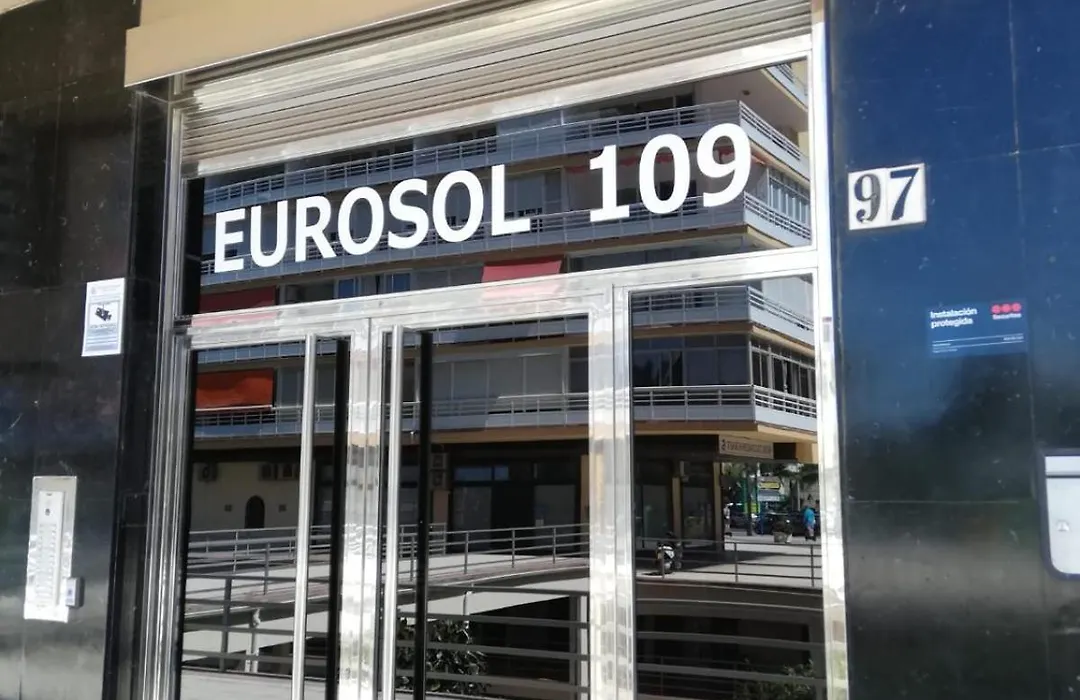 EUROSOL 109
97
Instalación
protegida